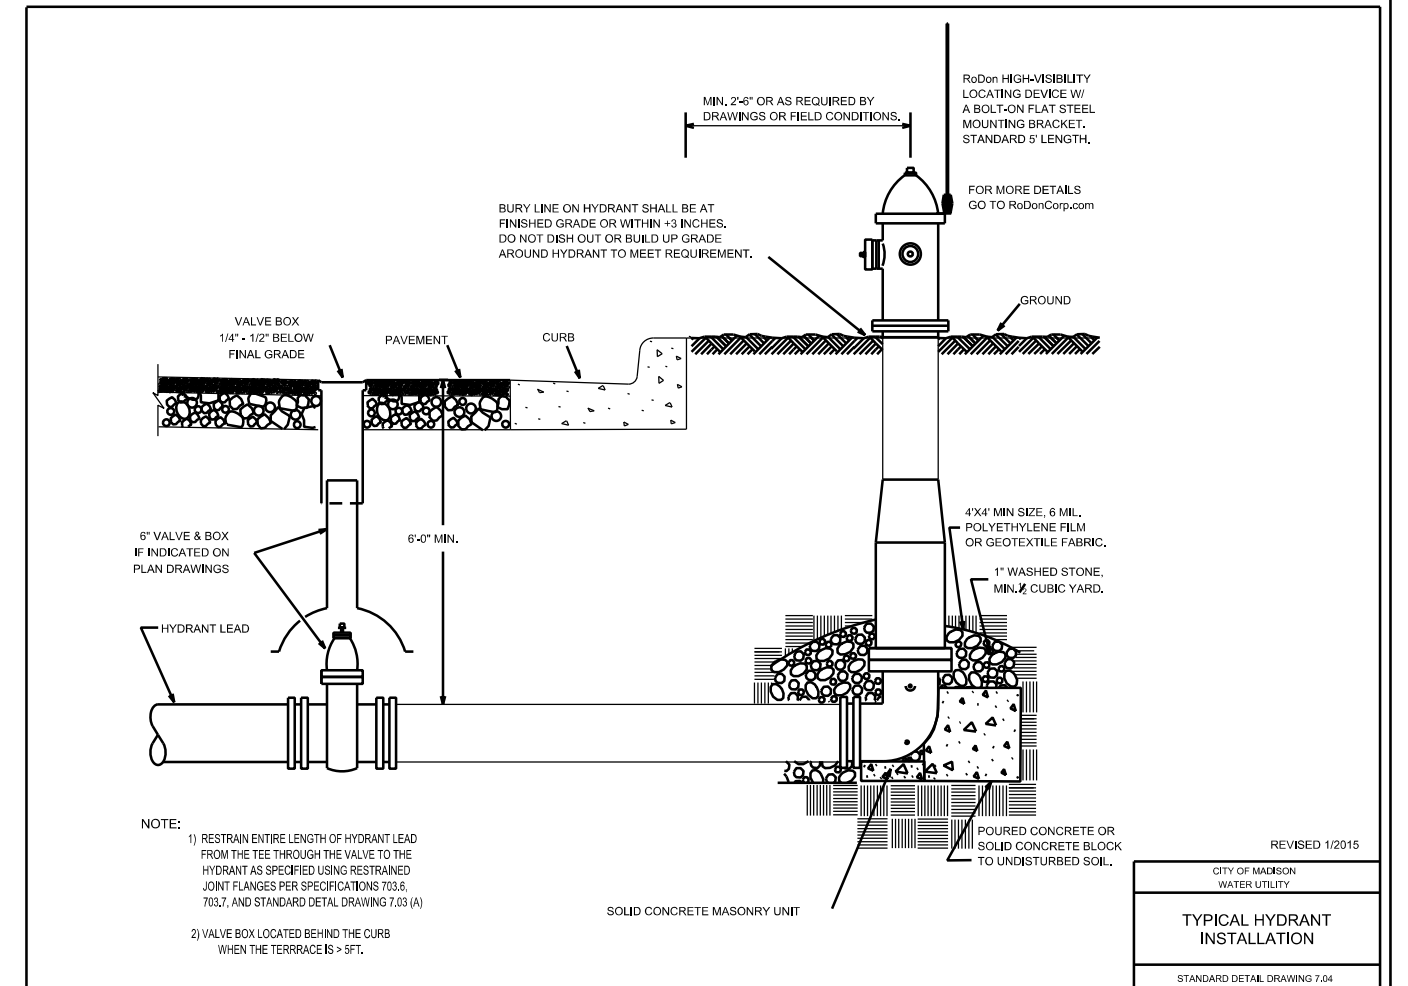 MIN. 2'-6" OR AS REQUIRED BY
DRAWINGS OR FIELD CONDITIONS.
RoDon HIGH-VISIBILITY
LOCATING DEVICE W/
A BOLT-ON FLAT STEEL
MOUNTING BRACKET.
STANDARD 5' LENGTH.
FOR MORE DETAILS
GO TO RoDonCorp.com
BURY LINE ON HYDRANT SHALL BE AT
FINISHED GRADE OR WITHIN +3 INCHES.
DO NOT DISH OUT OR BUILD UP GRADE
AROUND HYDRANT TO MEET REQUIREMENT.
GROUND
VALVE BOX
1/4" - 1/2" BELOW
FINAL GRADE
PAVEMENT
CURB
6" VALVE & BOX
IF INDICATED ON
PLAN DRAWINGS
6'-0" MIN.
4'X4' MIN SIZE, 6 MIL.
POLYETHYLENE FILM
OR GEOTEXTILE FABRIC.
1" WASHED STONE,
MIN. ½ CUBIC YARD.
HYDRANT LEAD
NOTE:
1) RESTRAIN ENTIRE LENGTH OF HYDRANT LEAD
FROM THE TEE THROUGH THE VALVE TO THE
HYDRANT AS SPECIFIED USING RESTRAINED
JOINT FLANGES PER SPECIFICATIONS 703.6,
703.7, AND STANDARD DETAL DRAWING 7.03 (A)
2) VALVE BOX LOCATED BEHIND THE CURB
WHEN THE TERRRACE IS > 5FT.
SOLID CONCRETE MASONRY UNIT
POURED CONCRETE OR
SOLID CONCRETE BLOCK
TO UNDISTURBED SOIL.
REVISED 1/2015
CITY OF MADISON
WATER UTILITY
TYPICAL HYDRANT
INSTALLATION
STANDARD DETAIL DRAWING 7.04